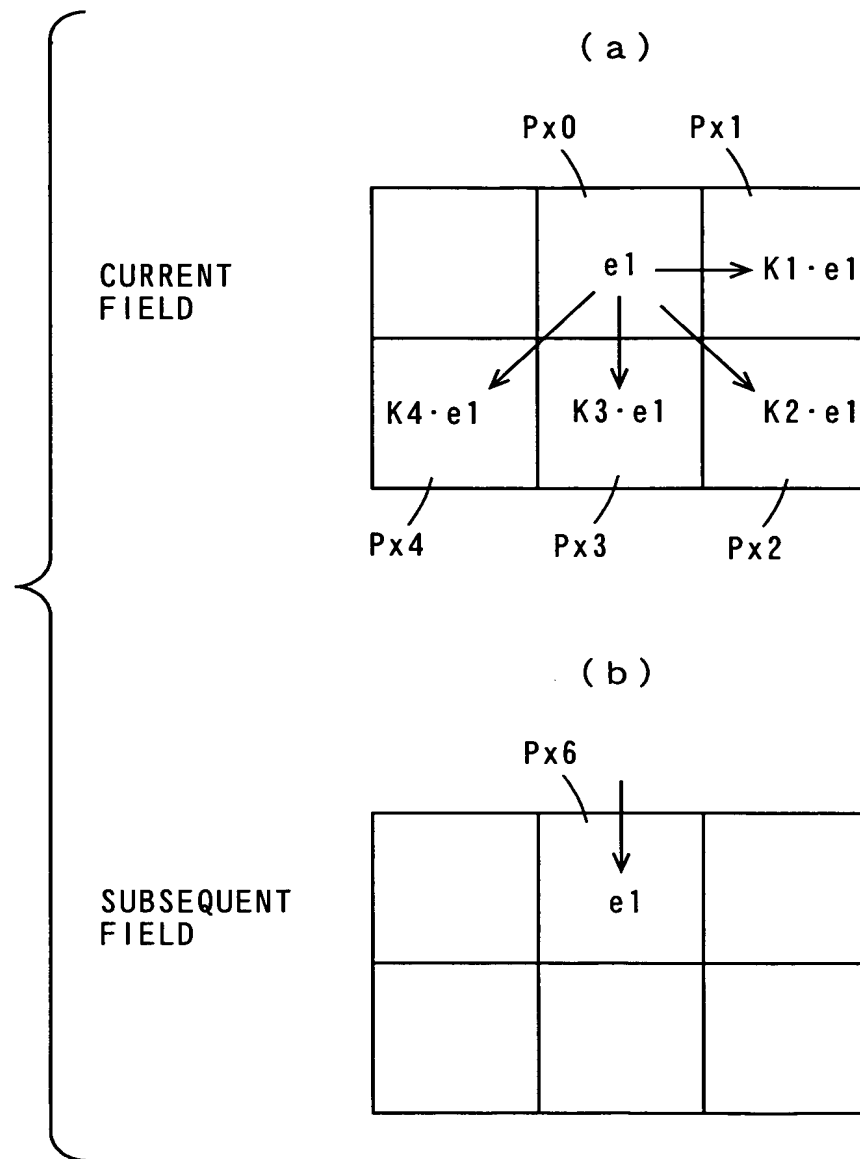 (a)
Px0 Px1
CURRENT
FIELD
e1 K1·e1
K4·e1 K3·e1 K2·e1
Px4 Px3 Px2
(b)
Px6
SUBSEQUENT
FIELD
e1